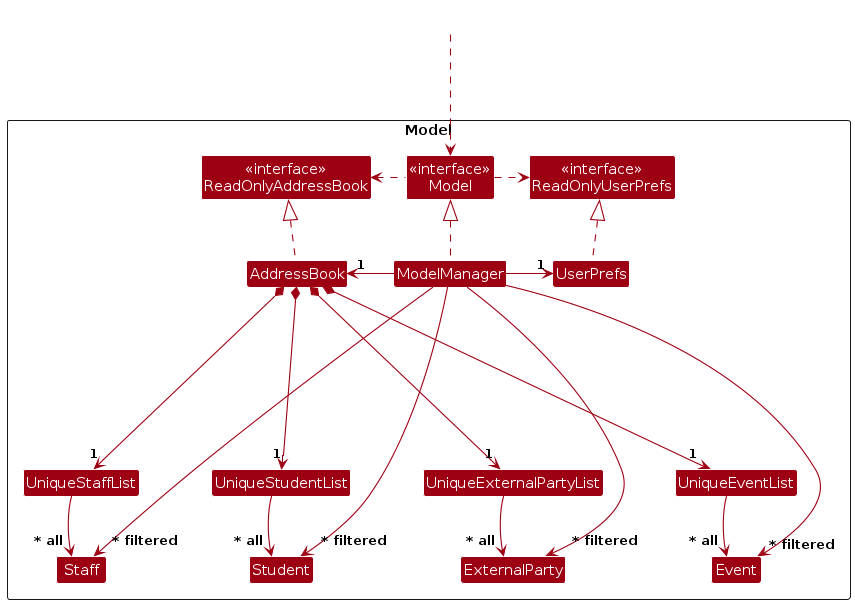 Model
«interface»
ReadOnlyAddressBook
«interface»
Model
«interface»
ReadOnlyUserPrefs
1
1
AddressBook
ModelManager
UserPrefs
1
1
1
1
UniqueStaffList
UniqueStudentList
UniqueExternalPartyList
UniqueEventList
* all
* filtered
* all
* filtered
* all
* filtered
* all
* filtered
Staff
Student
ExternalParty
Event